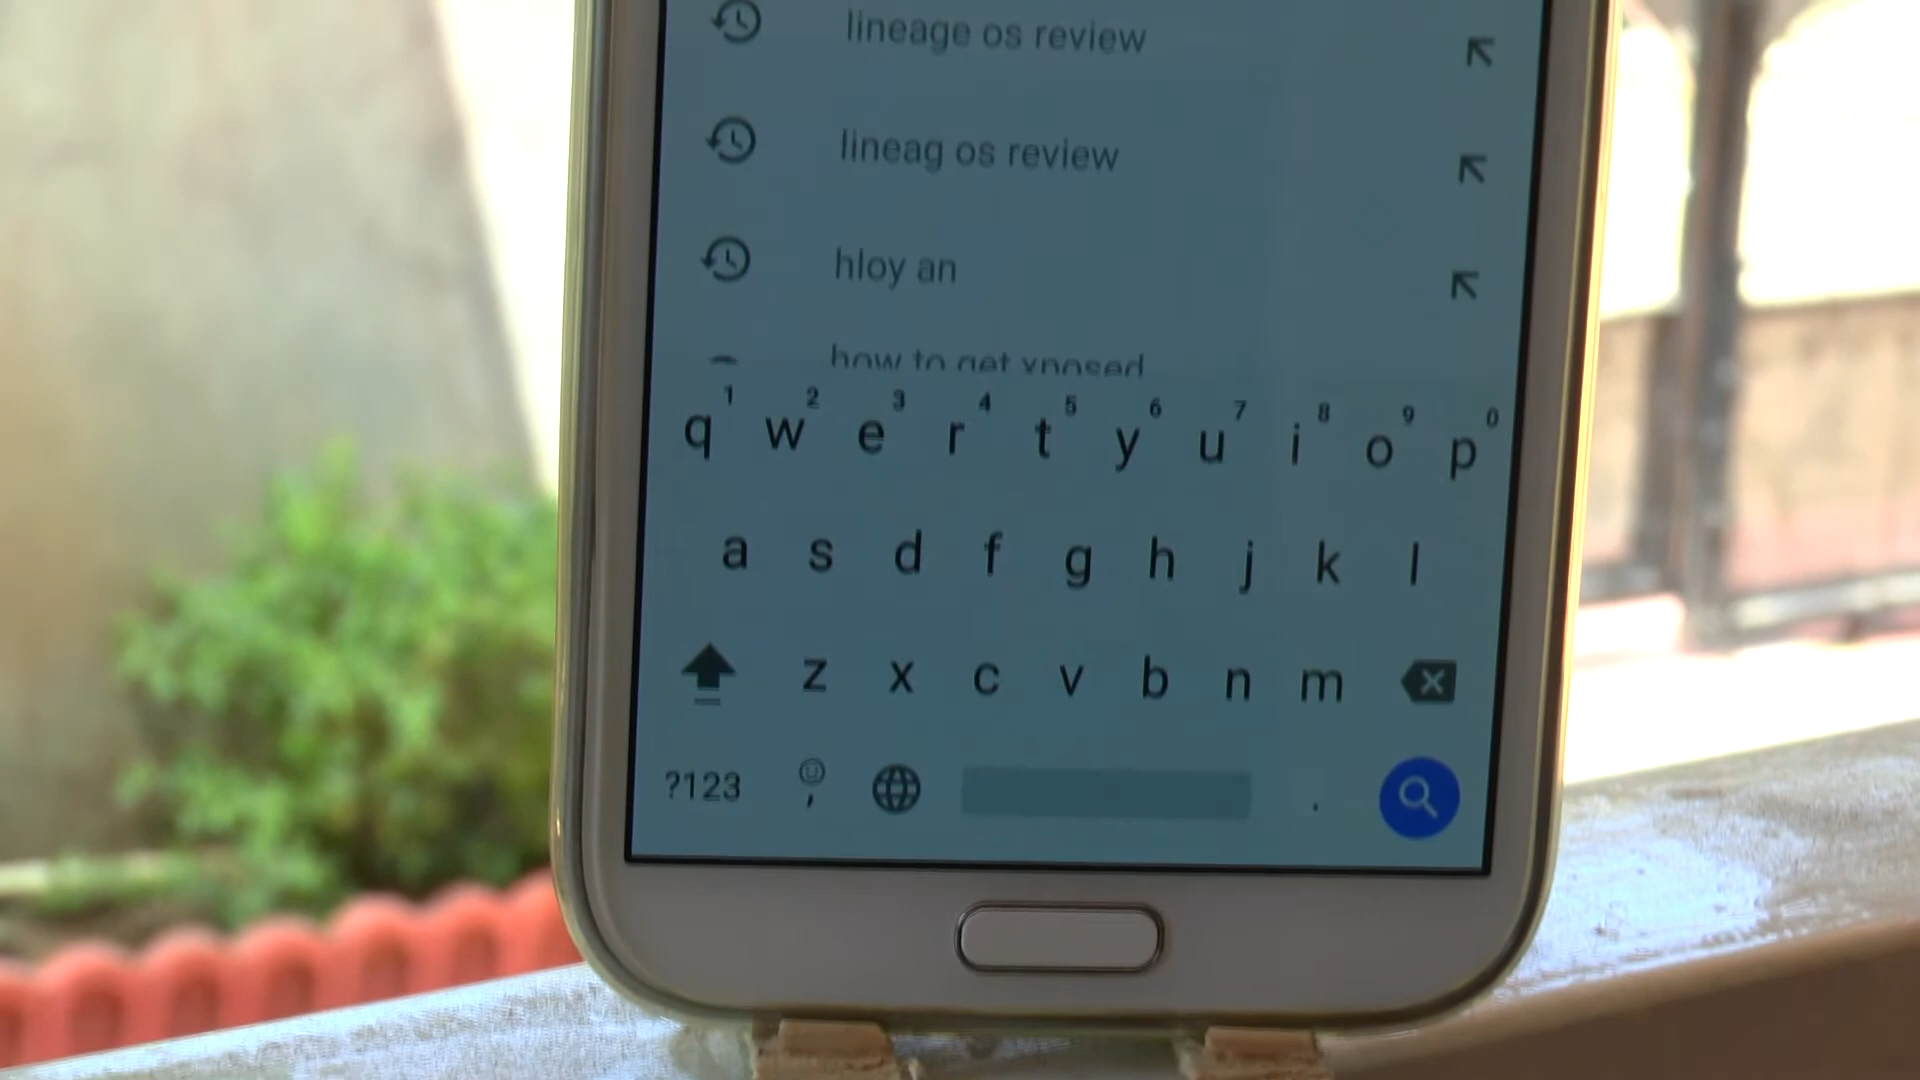 lineage os review
lineag os review
hloy an
how to get xposed
1 2 3 4 5 6 7 8 9 0
q w e r t y u i o p
a s d f g h j k l
z x c v b n m
?123 , .